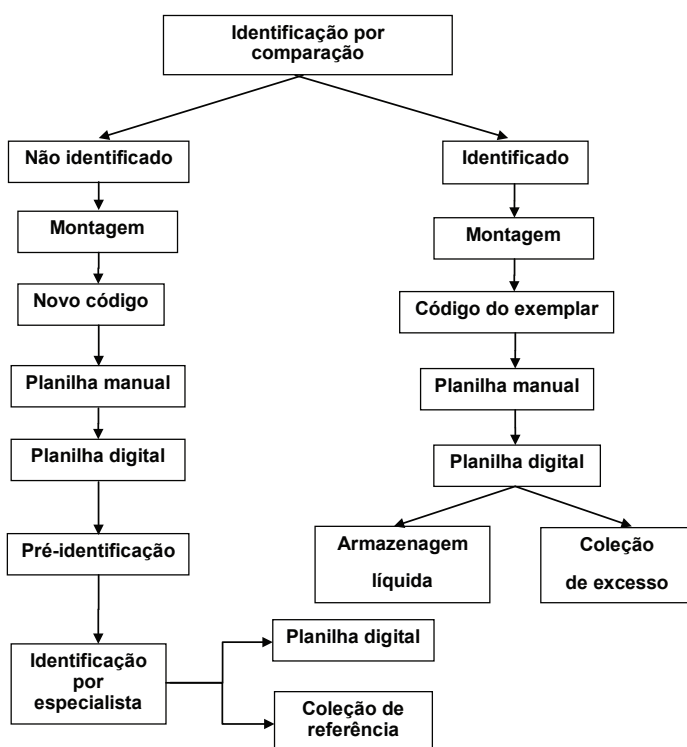 Identificação por
comparação
Não identificado
Identificado
Montagem
Montagem
Novo código
Código do exemplar
Planilha manual
Planilha manual
Planilha digital
Planilha digital
Pré-identificação
Armazenagem
líquida
Coleção
de excesso
Identificação
por
especialista
Planilha digital
Coleção de
referência